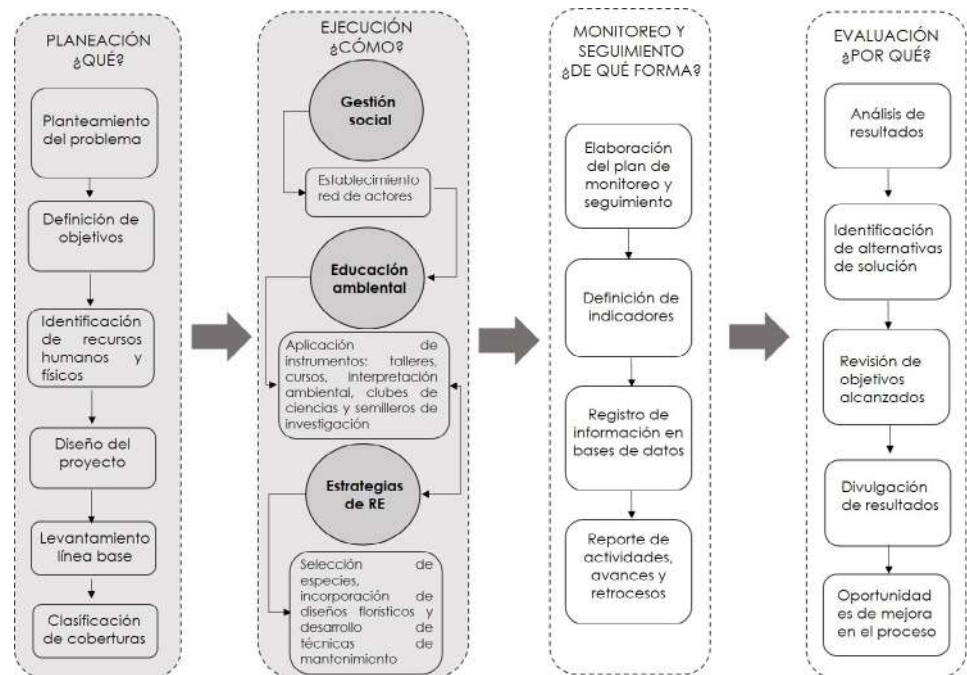 PLANEACIÓN
¿QUÉ?
Planteamiento
del problema
Definición de
objetivos
Identificación
de recursos
humanos y
físicos
Diseño del
proyecto
Levantamiento
línea base
Clasificación
de coberturas
EJECUCIÓN
¿CÓMO?
Gestión
social
Establecimiento
red de actores
Educación
ambiental
Aplicación de
instrumentos: talleres,
cursos, interpretación
ambiental, clubes de
ciencias y semilleros de
investigación
Estrategias
de RE
Selección de
especies,
incorporación de
diseños florísticos y
desarrollo de
técnicas de
mantenimiento
MONITOREO Y
SEGUIMIENTO
¿DE QUÉ FORMA?
Elaboración
del plan de
monitoreo y
seguimiento
Definición de
indicadores
Registro de
información en
bases de datos
Reporte de
actividades,
avances y
retrocesos
EVALUACIÓN
¿POR QUÉ?
Análisis de
resultados
Identificación
de alternativas
de solución
Revisión de
objetivos
alcanzados
Divulgación
de resultados
Oportunidad
es de mejora
en el proceso